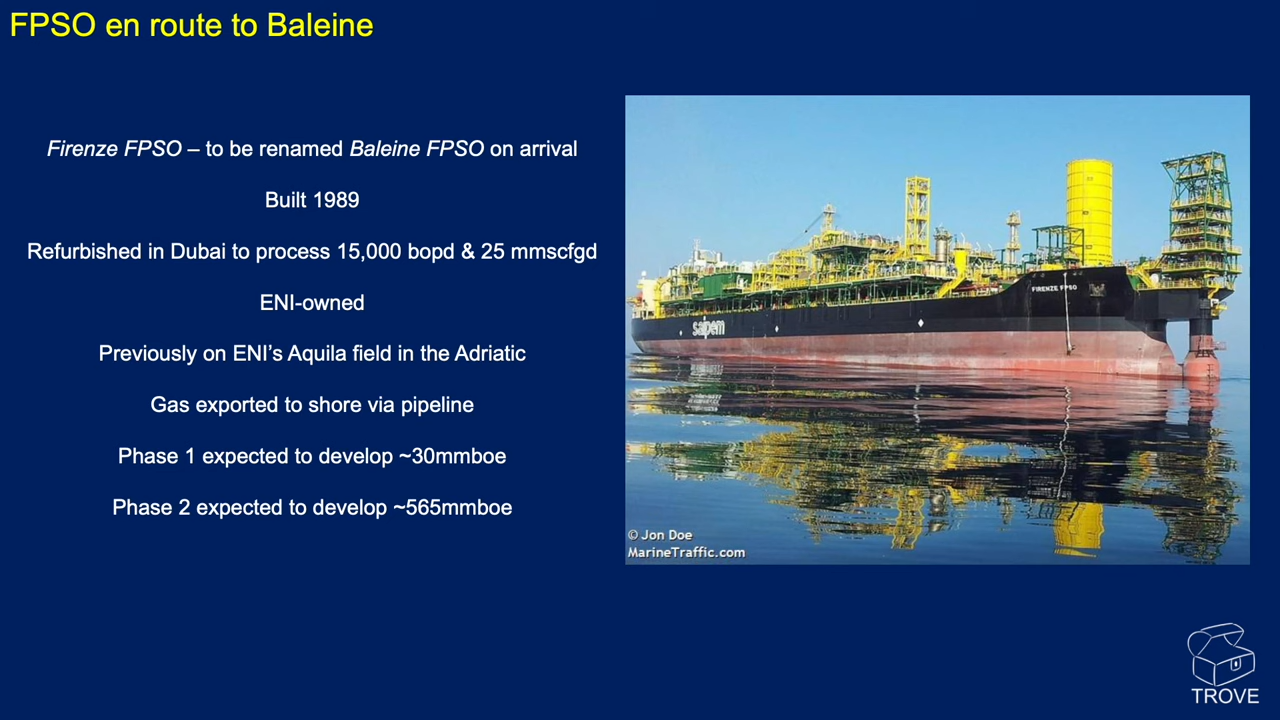 FPSO en route to Baleine
Firenze FPSO – to be renamed Baleine FPSO on arrival
Built 1989
Refurbished in Dubai to process 15,000 bopd & 25 mmscfgd
ENI-owned
Previously on ENI’s Aquila field in the Adriatic
Gas exported to shore via pipeline
Phase 1 expected to develop ~30mmboe
Phase 2 expected to develop ~565mmboe
FIRENZE FPSO
saipem
© Jon Doe
MarineTraffic.com
TROVE